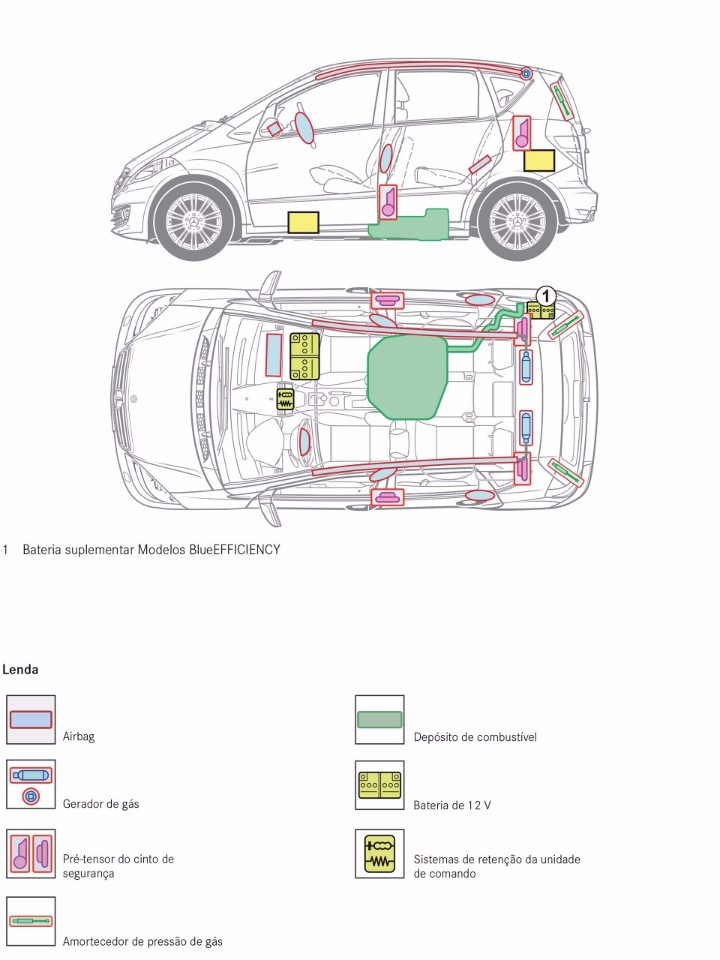 1
1 Bateria suplementar Modelos BlueEFFICIENCY
Lenda
Airbag
Depósito de combustível
Gerador de gás
Bateria de 12 V
Pré-tensor do cinto de
segurança
Sistemas de retenção da unidade
de comando
Amortecedor de pressão de gás